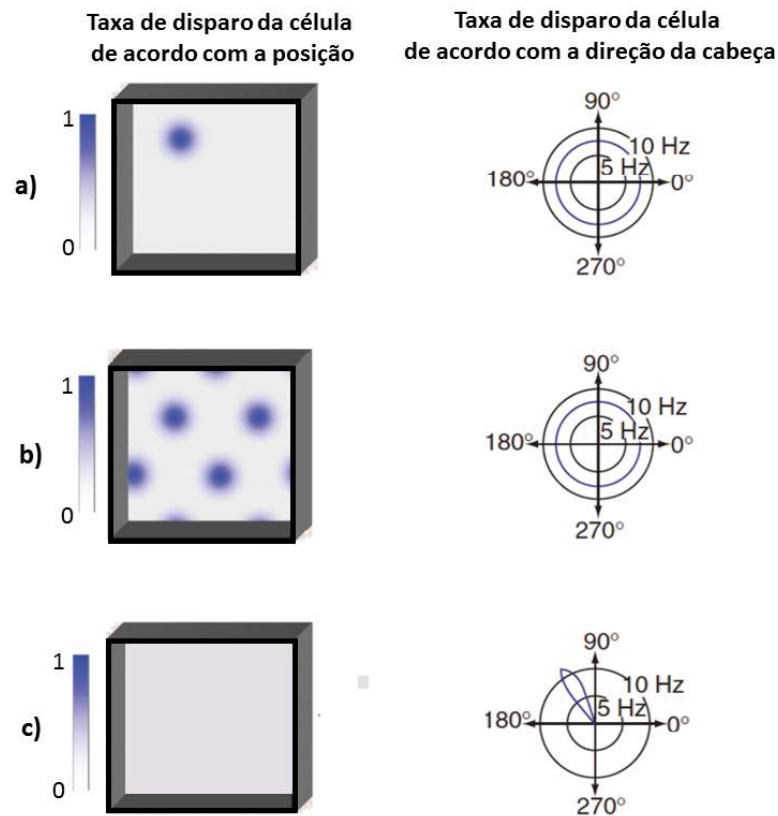 Taxa de disparo da célula
de acordo com a posição
Taxa de disparo da célula
de acordo com a direção da cabeça
a)
1
0
90°
10 Hz
5 Hz
180°
0°
270°
b)
1
0
90°
10 Hz
5 Hz
180°
0°
270°
c)
1
0
90°
10 Hz
5 Hz
180°
0°
270°